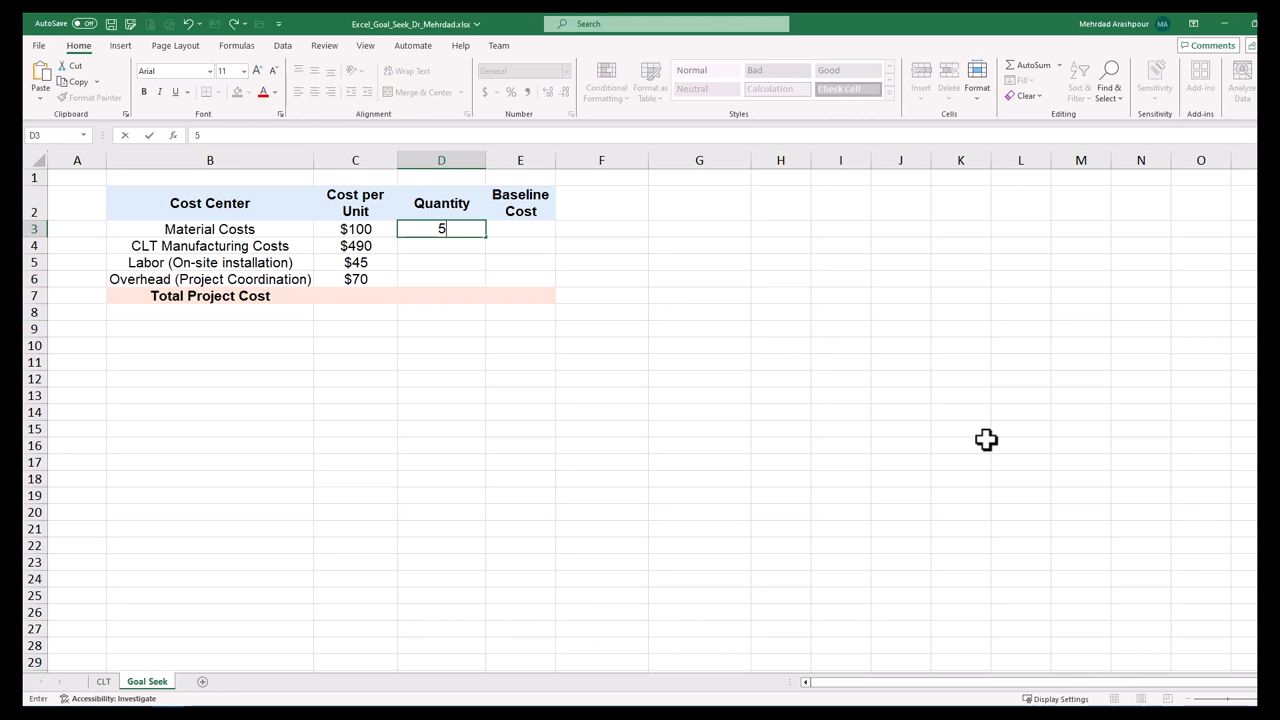 AutoSave Off Excel_Goal_Seek_Dr_Mehrdad.xlsx Search Mehrdad Arashpour MA
File Home Insert Page Layout Formulas Data Review View Automate Help Team Comments
Paste Cut Copy Format Painter
Clipboard
Arial 11 A A
B I U A
Font
Wrap Text
Merge & Center
Alignment
General
$ %
Number
Conditional Formatting Format as Table
Normal Bad Good
Neutral Calculation Check Cell
Styles
Insert Delete Format
Cells
AutoSum
Fill
Clear
Sort & Filter Find & Select
Editing
Sensitivity
Sensitivity
Add-ins
Add-ins
Analyze Data
D3 fx 5
A B C D E F G H I J K L M N O
1
2 Cost Center Cost per Unit Quantity Baseline Cost
3 Material Costs $100 5
4 CLT Manufacturing Costs $490
5 Labor (On-site installation) $45
6 Overhead (Project Coordination) $70
7 Total Project Cost
8
9
10
11
12
13
14
15
16
17
18
19
20
21
22
23
24
25
26
27
28
29
CLT Goal Seek
Enter Accessibility: Investigate Display Settings